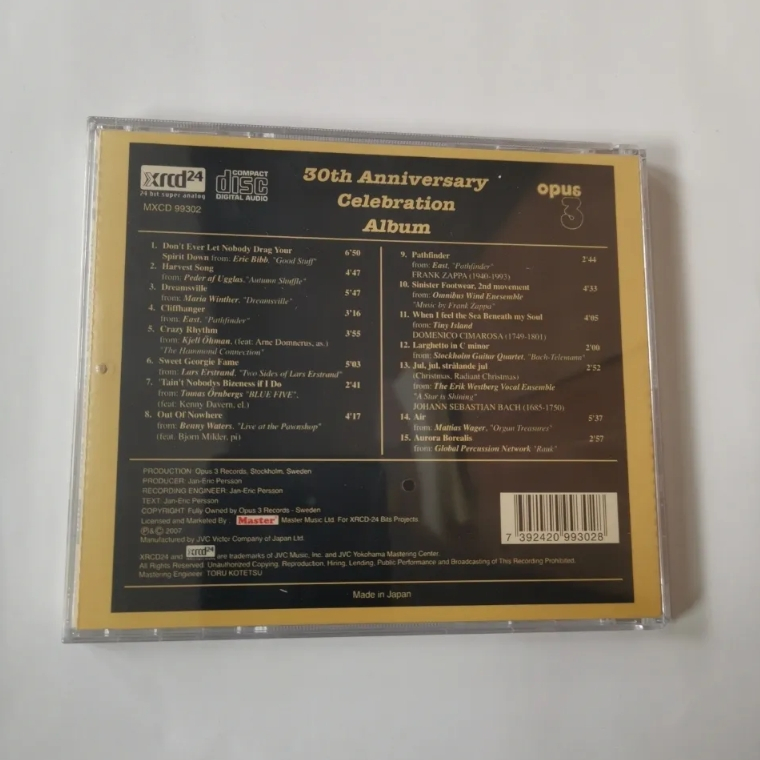 xrcd24
24 bit super analog
COMPACT
disc
DIGITAL AUDIO
MXCD 99302
30th Anniversary
Celebration
Album
opus
3
1. Don't Ever Let Nobody Drag Your
Spirit Down from: Eric Bibb, "Good Stuff" 6'50
2. Harvest Song 4'47
from: Peder af Ugglas, "Autumn Shuffle"
3. Dreamsville 5'47
from: Maria Winther, "Dreamsville"
4. Cliffhanger 3'16
from: East, "Pathfinder"
5. Crazy Rhythm 3'55
from: Kjell Öhman, (feat: Arne Domnerus, as.)
"The Hammond Connection"
6. Sweet Georgie Fame 5'03
from: Lars Erstrand, "Two Sides of Lars Erstrand"
7. 'Tain't Nobodys Bizeness if I Do 2'41
from: Tomas Örnbergs "BLUE FIVE",
(feat: Kenny Davern, cl.)
8. Out Of Nowhere 4'17
from: Benny Waters, "Live at the Pawnshop"
(feat: Björn Milder, pi)
9. Pathfinder 2'44
from: East, "Pathfinder"
FRANK ZAPPA (1940-1993)
10. Sinister Footwear, 2nd movement 4'33
from: Omnibus Wind Ensemble
"Music by Frank Zappa"
11. When I feel the Sea Beneath my Soul 4'05
from: Tiny Island
DOMENICO CIMAROSA (1749-1801)
12. Larghetto in C minor 2'00
from: Stockholm Guitar Quartet, "Bach-Telemann"
13. Jul, jul, strålande jul 2'52
(Christmas, Radiant Christmas)
from: The Erik Westberg Vocal Ensemble
"A Star is Shining"
JOHANN SEBASTJAN BACH (1685-1750)
14. Air 5'37
from: Mattias Wager, "Organ Treasures"
15. Aurora Borealis 2'57
from: Global Percussion Network "Rauk"
PRODUCTION: Opus 3 Records, Stockholm, Sweden
PRODUCER: Jan-Eric Persson
RECORDING ENGINEER: Jan-Eric Persson
TEXT: Jan-Eric Persson
COPYRIGHT Fully Owned by Opus 3 Records - Sweden
Licensed and Marketed By : Master Master Music Ltd. For XRCD-24 Bits Projects
℗&© 2007
Manufactured by JVC Victor Company of Japan Ltd.
XRCD24 and xrcd24 are trademarks of JVC Music, Inc. and JVC Yokohama Mastering Center.
All Rights Reserved. Unauthorized Copying, Reproduction, Hiring, Lending, Public Performance and Broadcasting of This Recording Prohibited.
Mastering Engineer: TORU KOTETSU
7 392420 993028
Made in Japan